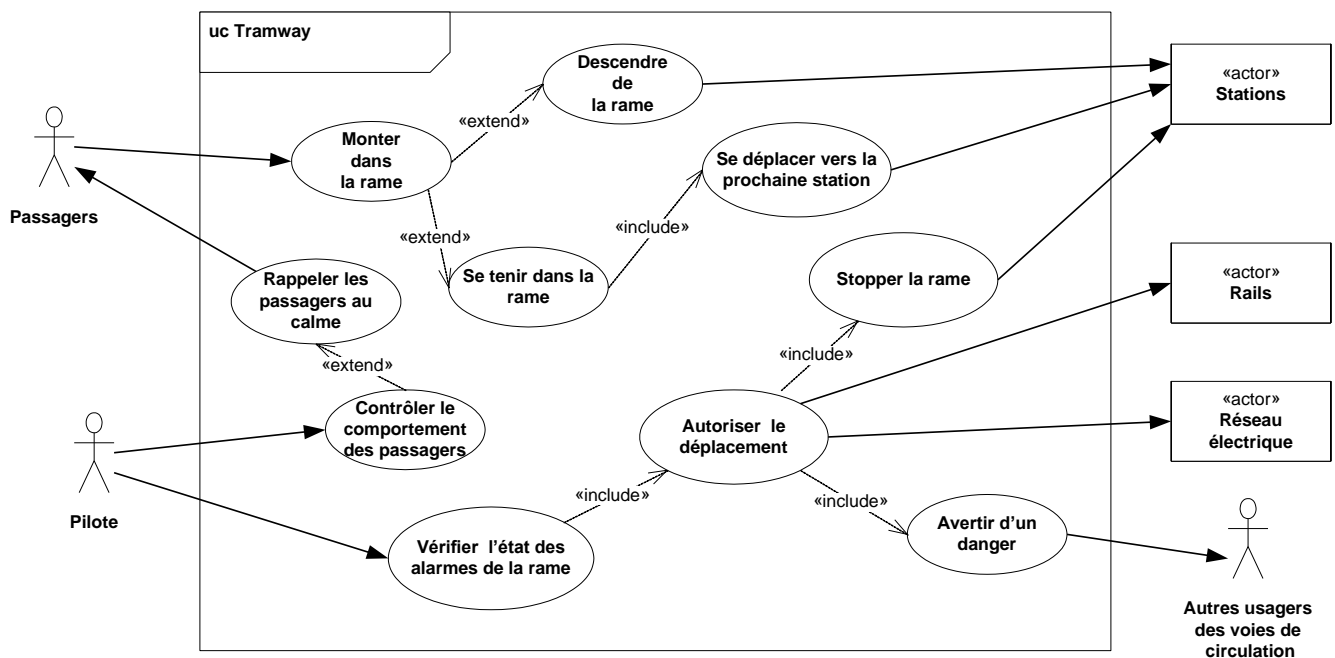 uc Tramway
Descendre
de
la rame
«actor»
Stations
«extend»
Monter
dans
la rame
Se déplacer vers la
prochaine station
Passagers
«extend»
«include»
Rappeler les
passagers au
calme
Se tenir dans la
rame
Stopper la rame
«actor»
Rails
«extend»
«include»
Contrôler le
comportement
des passagers
Autoriser le
déplacement
«actor»
Réseau
électrique
Pilote
«include»
«include»
Vérifier l'état des
alarmes de la rame
Avertir d'un
danger
Autres usagers
des voies de
circulation